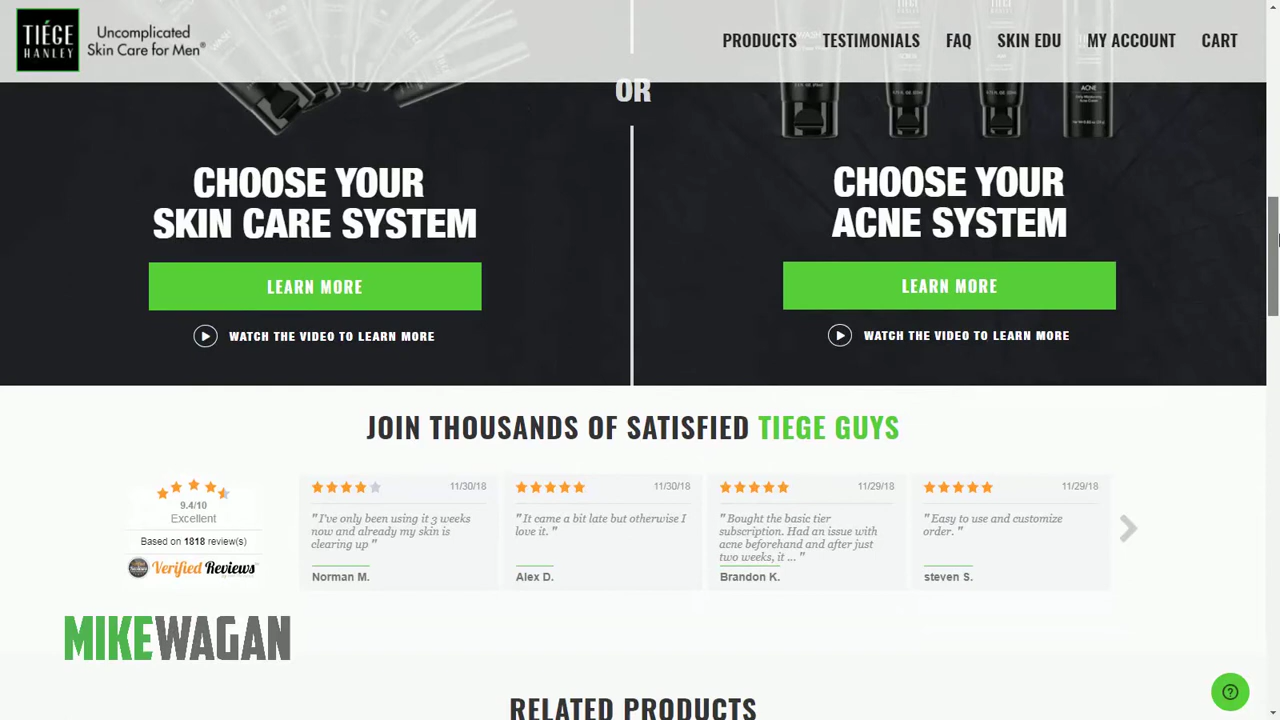 TIÉGE
HANLEY
Uncomplicated
Skin Care for Men®
PRODUCTS
TESTIMONIALS
FAQ
SKIN EDU
MY ACCOUNT
CART
OR
ACNE
CHOOSE YOUR
SKIN CARE SYSTEM
LEARN MORE
WATCH THE VIDEO TO LEARN MORE
CHOOSE YOUR
ACNE SYSTEM
LEARN MORE
WATCH THE VIDEO TO LEARN MORE
JOIN THOUSANDS OF SATISFIED TIEGE GUYS
9.4/10
Excellent
Based on 1818 review(s)
Verified Reviews
11/30/18
"I've only been using it 3 weeks
now and already my skin is
clearing up "
Norman M.
11/30/18
"It came a bit late but otherwise I
love it. "
Alex D.
11/29/18
"Bought the basic tier
subscription. Had an issue with
acne beforehand and after just
two weeks, it ... "
Brandon K.
11/29/18
"Easy to use and customize
order. "
steven S.
MIKEWAGAN
RELATED PRODUCTS